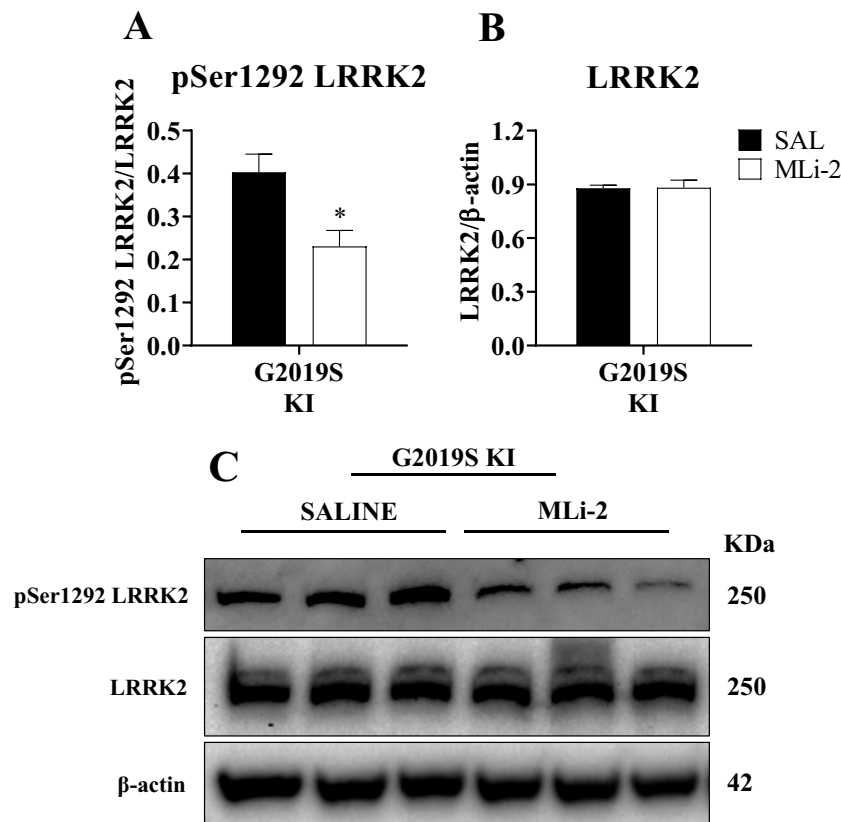 A
pSer1292 LRRK2
pSer1292 LRRK2/LRRK2
0.5
0.4
0.3
0.2
0.1
0.0
*
G2019S
KI
B
LRRK2
LRRK2/β-actin
1.2
0.9
0.6
0.3
0.0
G2019S
KI
SAL
MLi-2
C
G2019S KI
SALINE MLi-2
KDa
pSer1292 LRRK2 250
LRRK2 250
β-actin 42